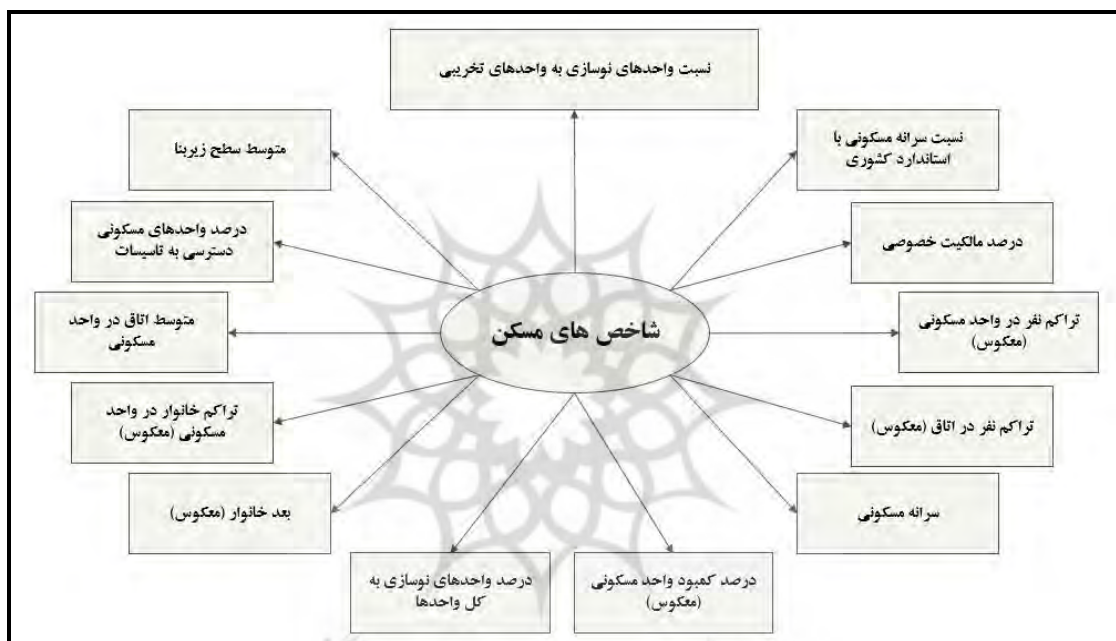 نسبت واحدهای نوسازی به واحدهای تخریبی
نسبت سرانه مسکونی با
استاندارد کشوری
متوسط سطح زیربنا
درصد مالکیت خصوصی
درصد واحدهای مسکونی
دسترسی به تاسیسات
تراکم نفر در واحد مسکونی
(معکوس)
شاخص های مسکن
متوسط اتاق در واحد
مسکونی
تراکم نفر در اتاق (معکوس)
تراکم خانوار در واحد
مسکونی (معکوس)
سرانه مسکونی
بعد خانوار (معکوس)
درصد کمبود واحد مسکونی
(معکوس)
درصد واحدهای نوسازی به
کل واحدها